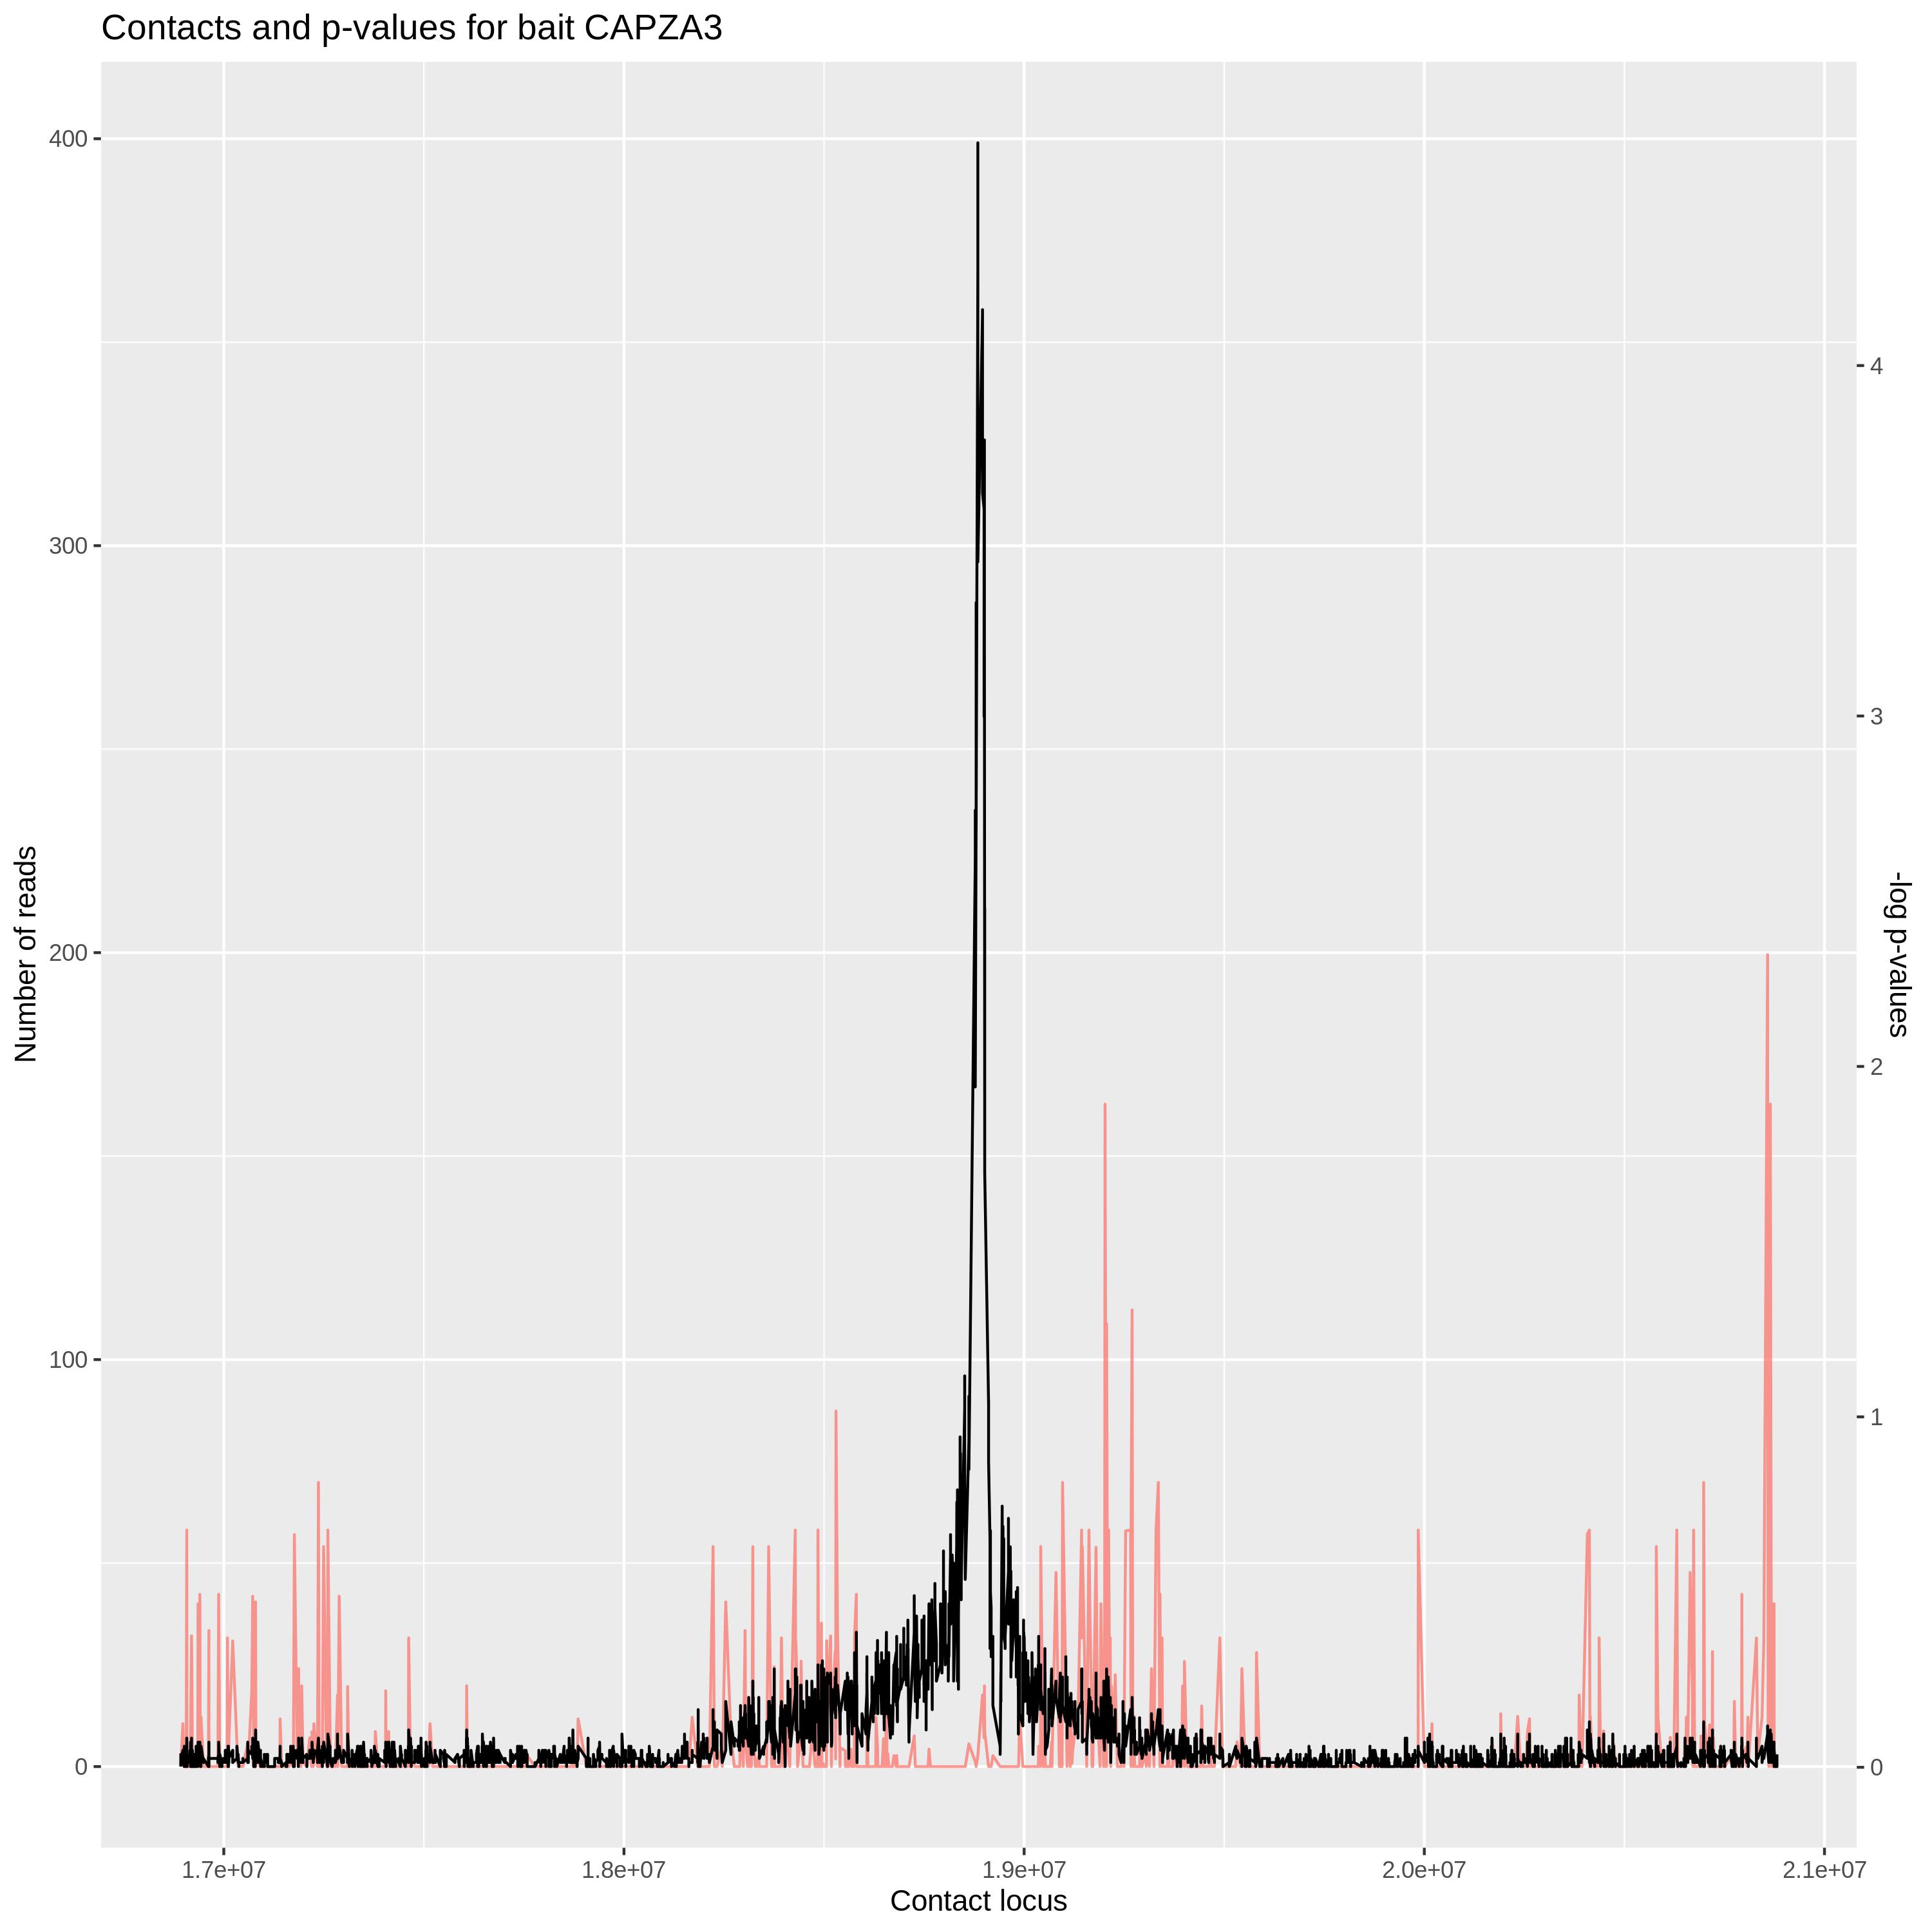 Contacts and p-values for bait CAPZA3
400
300
200
100
0
Number of reads
4
3
2
1
0
-log p-values
1.7e+07
1.8e+07
1.9e+07
2.0e+07
2.1e+07
Contact locus